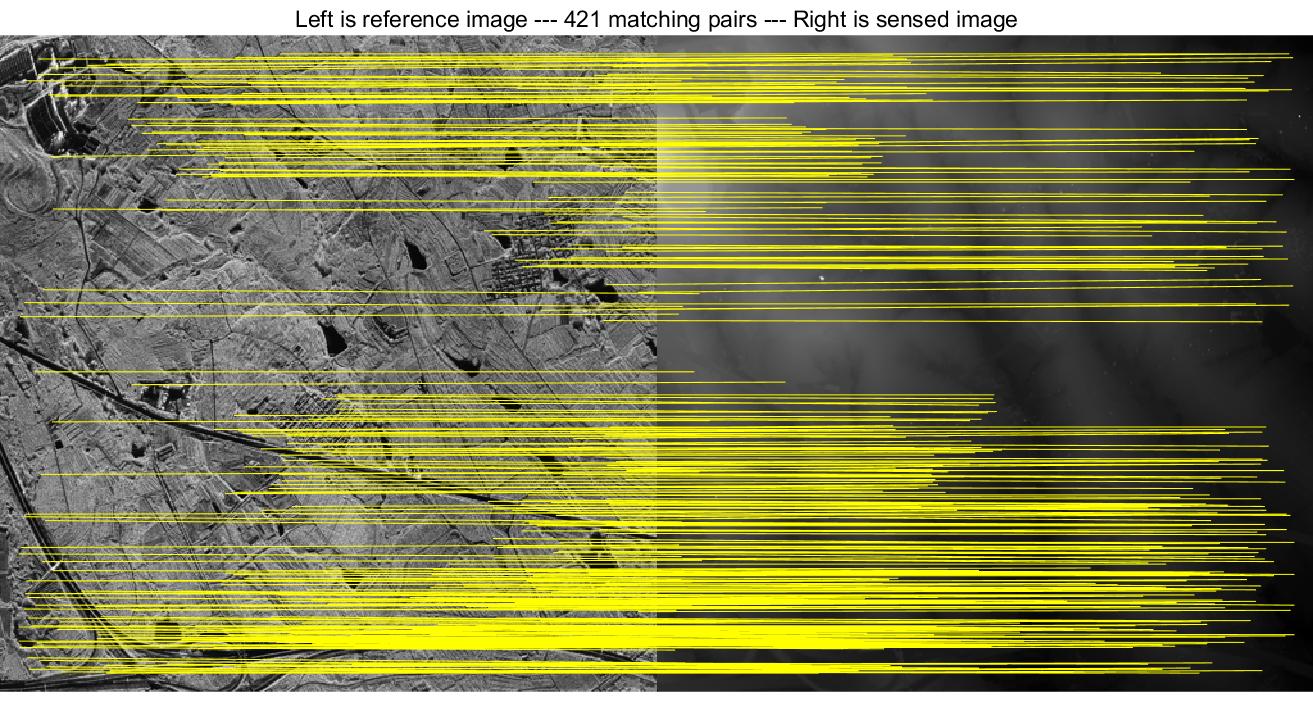 Left is reference image --- 421 matching pairs --- Right is sensed image